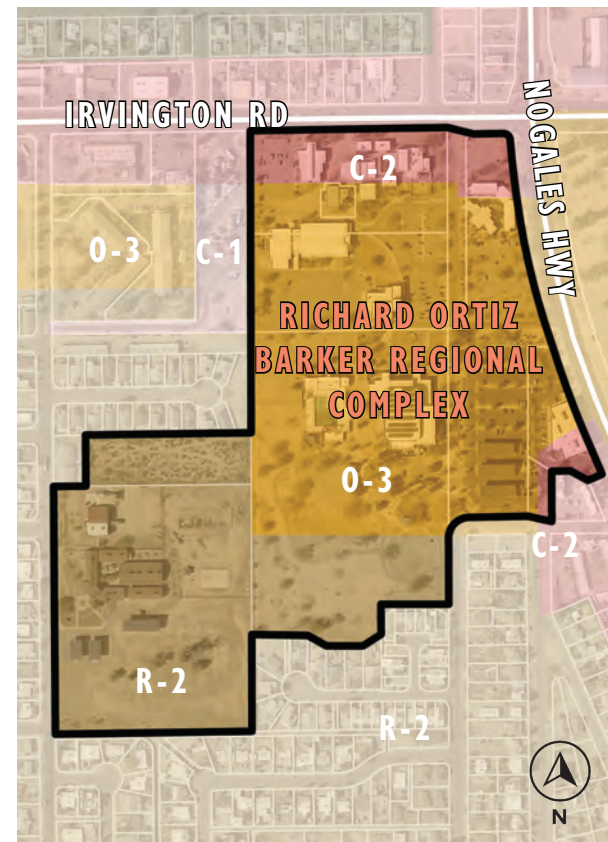 IRVINGTON RD
NOGALES HWY
C-2
O-3
C-1
RICHARD ORTIZ
BARKER REGIONAL
COMPLEX
O-3
C-2
R-2
R-2
N